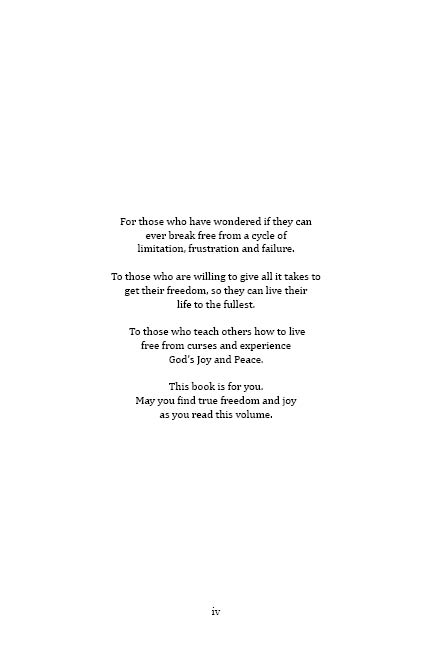 For those who have wondered if they can
ever break free from a cycle of
limitation, frustration and failure.
To those who are willing to give all it takes to
get their freedom, so they can live their
life to the fullest.
To those who teach others how to live
free from curses and experience
God's Joy and Peace.
This book is for you.
May you find true freedom and joy
as you read this volume.
iv